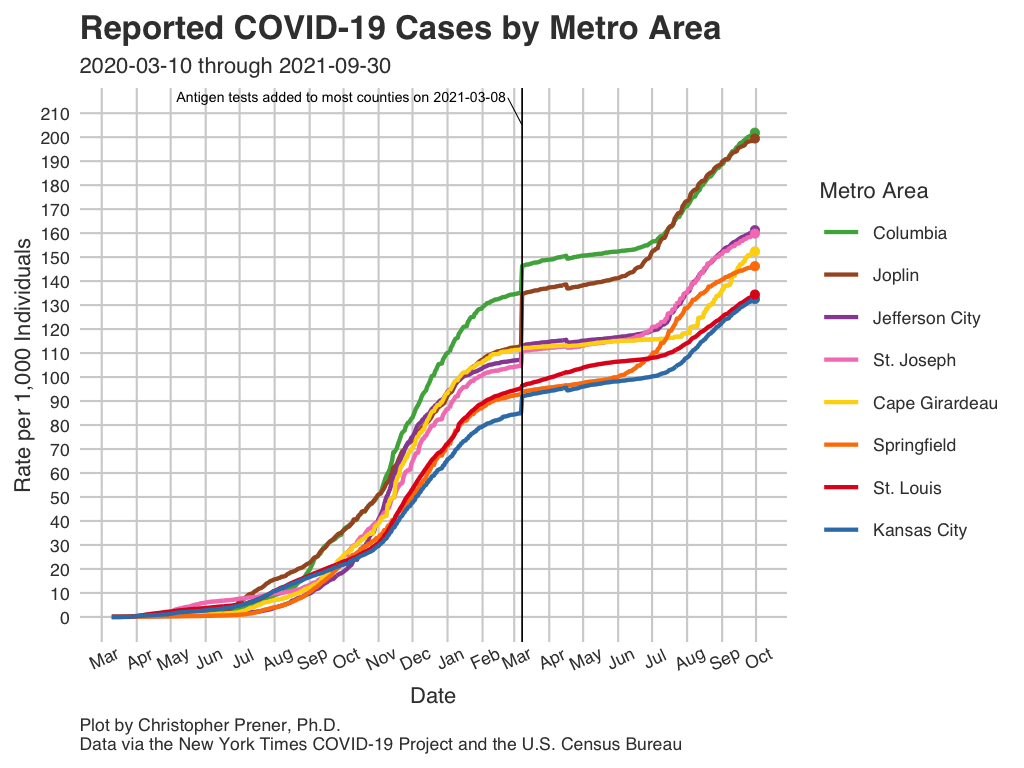 Reported COVID-19 Cases by Metro Area
2020-03-10 through 2021-09-30
Antigen tests added to most counties on 2021-03-08
210
200
190
180
170
160
150
140
130
120
110
100
90
80
70
60
50
40
30
20
10
0
Rate per 1,000 Individuals
Mar Apr May Jun Jul Aug Sep Oct Nov Dec Jan Feb Mar Apr May Jun Jul Aug Sep Oct
Date
Metro Area
Columbia
Joplin
Jefferson City
St. Joseph
Cape Girardeau
Springfield
St. Louis
Kansas City
Plot by Christopher Prener, Ph.D.
Data via the New York Times COVID-19 Project and the U.S. Census Bureau